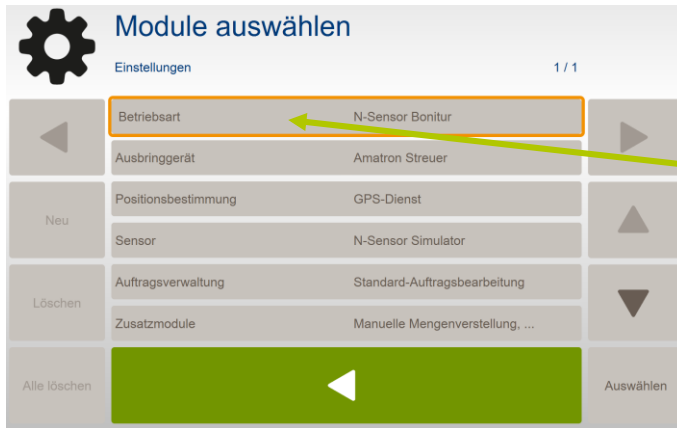 Module auswählen
Einstellungen 1 / 1
Betriebsart N-Sensor Bonitur
Ausbringgerät Amatron Streuer
Positionsbestimmung GPS-Dienst
Neu
Sensor N-Sensor Simulator
Auftragsverwaltung Standard-Auftragsbearbeitung
Löschen
Zusatzmodule Manuelle Mengenverstellung, ...
Alle löschen Auswählen